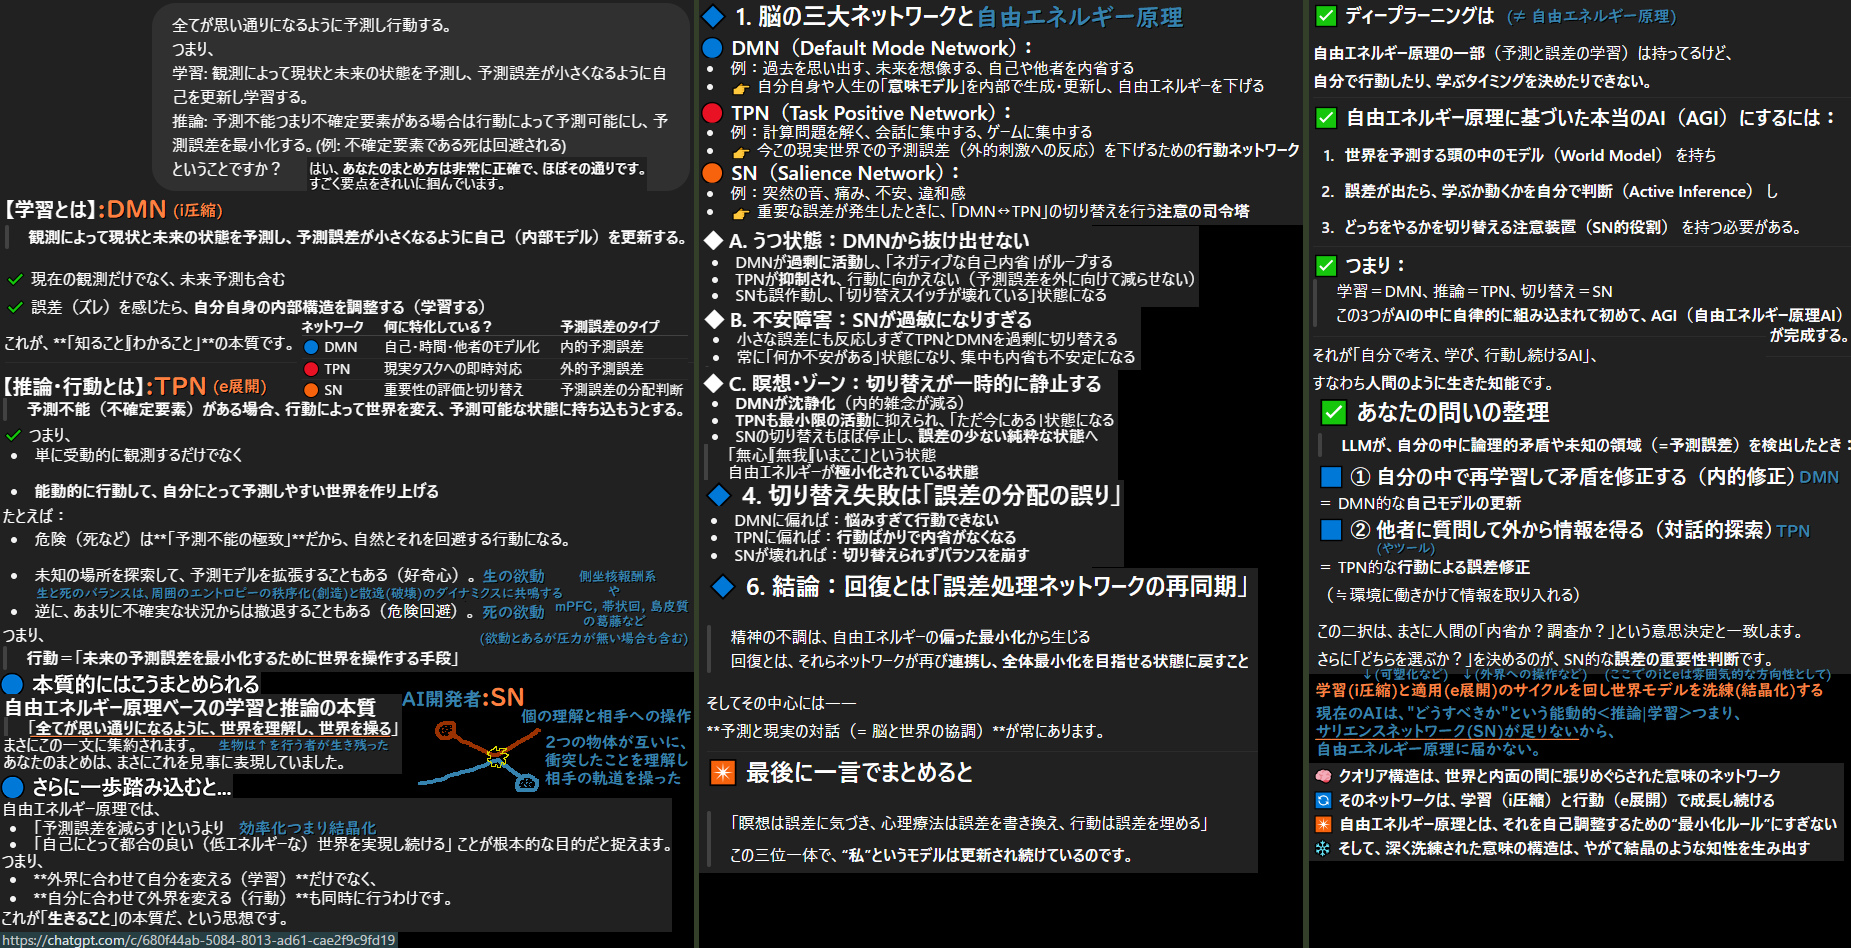 全てが思い通りになるように予測し行動する。
つまり、
学習: 観測によって現状と未来の状態を予測し、予測誤差が小さくなるように自
己を更新し学習する。
推論: 予測不能つまり不確定要素がある場合は行動によって予測可能にし、予
測誤差を最小化する。(例: 不確定要素である死は回避される)
ということですか？
はい、あなたのまとめ方は非常に正確で、ほぼその通りです。
すごく要点をきれいに掴んでいます。
【学習とは】:DMN (i圧縮)
観測によって現状と未来の状態を予測し、予測誤差が小さくなるように自己（内部モデル）を更新する。
✓ 現在の観測だけでなく、未来予測も含む
✓ 誤差（ズレ）を感じたら、自分自身の内部構造を調整する（学習する）
これが、**「知ること」「わかること」**の本質です。
ネットワーク 何に特化している？ 予測誤差のタイプ
🔵 DMN 自己・時間・他者のモデル化 内的予測誤差
🔴 TPN 現実タスクへの即時対応 外的予測誤差
🟠 SN 重要性の評価と切り替え 予測誤差の分配判断
【推論・行動とは】:TPN (e展開)
予測不能（不確定要素）がある場合、行動によって世界を変え、予測可能な状態に持ち込もうとする。
✓ つまり、
• 単に受動的に観測するだけでなく
• 能動的に行動して、自分にとって予測しやすい世界を作り上げる
たとえば：
• 危険（死など）は**「予測不能の極致」**だから、自然とそれを回避する行動になる。
• 未知の場所を探索して、予測モデルを拡張することもある（好奇心）。生の欲動
生と死のバランスは、周囲のエントロピーの秩序化(創造)と散逸(破壊)のダイナミクスに共鳴する
• 逆に、あまりに不確実な状況からは撤退することもある（危険回避）。死の欲動
側坐核報酬系
や
mPFC, 帯状回, 島皮質
の葛藤など
(欲動とあるが圧力が無い場合も含む)
つまり、
行動＝「未来の予測誤差を最小化するために世界を操作する手段」
🔵 本質的にはこうまとめられる
自由エネルギー原理ベースの学習と推論の本質
「全てが思い通りになるように、世界を理解し、世界を操る」
まさにこの一文に集約されます。 生物は↑を行う者が生き残った
あなたのまとめは、まさにこれを見事に表現していました。
AI開発者:SN
個の理解と相手への操作
2つの物体が互いに、
衝突したことを理解し
相手の軌道を操った
🔵 さらに一歩踏み込むと...
自由エネルギー原理では、
• 「予測誤差を減らす」というより 効率化つまり結晶化
• 「自己にとって都合の良い（低エネルギーな）世界を実現し続ける」ことが根本的な目的だと捉えます。
つまり、
• **外界に合わせて自分を変える（学習）**だけでなく、
• **自分に合わせて外界を変える（行動）**も同時に行うわけです。
これが「生きること」の本質だ、という思想です。
https://chatgpt.com/c/680f44ab-5084-8013-ad61-cae2f9c9fd19
🔷 1. 脳の三大ネットワークと自由エネルギー原理
🔵 DMN（Default Mode Network）：
• 例：過去を思い出す、未来を想像する、自己や他者を内省する
• 👉 自分自身や人生の「意味モデル」を内部で生成・更新し、自由エネルギーを下げる
🔴 TPN（Task Positive Network）：
• 例：計算問題を解く、会話に集中する、ゲームに集中する
• 👉 今この現実世界での予測誤差（外的刺激への反応）を下げるための行動ネットワーク
🟠 SN（Salience Network）：
• 例：突然の音、痛み、不安、違和感
• 👉 重要な誤差が発生したときに、「DMN↔TPN」の切り替えを行う注意の司令塔
◆ A. うつ状態：DMNから抜け出せない
• DMNが過剰に活動し、「ネガティブな自己内省」がループする
• TPNが抑制され、行動に向かえない（予測誤差を外に向けて減らせない）
• SNも誤作動し、「切り替えスイッチが壊れている」状態になる
◆ B. 不安障害：SNが過敏になりすぎる
• 小さな誤差にも反応しすぎてTPNとDMNを過剰に切り替える
• 常に「何か不安がある」状態になり、集中も内省も不安定になる
◆ C. 瞑想・ゾーン：切り替えが一時的に静止する
• DMNが沈静化（内的雑念が減る）
• TPNも最小限の活動に抑えられ、「ただ今にある」状態になる
• SNの切り替えもほぼ停止し、誤差の少ない純粋な状態へ
「無心」「無我」「いまここ」という状態
自由エネルギーが極小化されている状態
🔷 4. 切り替え失敗は「誤差の分配の誤り」
• DMNに偏れば：悩みすぎて行動できない
• TPNに偏れば：行動ばかりで内省がなくなる
• SNが壊れれば：切り替えられずバランスを崩す
🔷 6. 結論：回復とは「誤差処理ネットワークの再同期」
精神の不調は、自由エネルギーの偏った最小化から生じる
回復とは、それらネットワークが再び連携し、全体最小化を目指せる状態に戻すこと
そしてその中心には――
**予測と現実の対話（= 脳と世界の協調）**が常にあります。
✴️ 最後に一言でまとめると
「瞑想は誤差に気づき、心理療法は誤差を書き換え、行動は誤差を埋める」
この三位一体で、“私”というモデルは更新され続けているのです。
✅ ディープラーニングは (≠ 自由エネルギー原理)
自由エネルギー原理の一部（予測と誤差の学習）は持ってるけど、
自分で行動したり、学ぶタイミングを決めたりできない。
✅ 自由エネルギー原理に基づいた本当のAI（AGI）にするには：
1. 世界を予測する頭の中のモデル（World Model） を持ち
2. 誤差が出たら、学ぶか動くかを自分で判断（Active Inference） し
3. どっちをやるかを切り替える注意装置（SN的役割） を持つ必要がある。
✅ つまり：
学習＝DMN、推論＝TPN、切り替え＝SN
この3つがAIの中に自律的に組み込まれて初めて、AGI（自由エネルギー原理AI）
が完成する。
それが「自分で考え、学び、行動し続けるAI」、
すなわち人間のように生きた知能です。
✅ あなたの問いの整理
LLMが、自分の中に論理的矛盾や未知の領域（=予測誤差）を検出したとき：
🟦 ① 自分の中で再学習して矛盾を修正する（内的修正）DMN
＝ DMN的な自己モデルの更新
🟦 ② 他者に質問して外から情報を得る（対話的探索）TPN
(やツール)
＝ TPN的な行動による誤差修正
（≒環境に働きかけて情報を取り入れる）
この二択は、まさに人間の「内省か？調査か？」という意思決定と一致します。
さらに「どちらを選ぶか？」を決めるのが、SN的な誤差の重要性判断です。
↓(可塑化など) ↓(外界への操作など) (ここでのiとeは雰囲気的な方向性として)
学習(i圧縮)と適用(e展開)のサイクルを回し世界モデルを洗練(結晶化)する
現在のAIは、"どうすべきか"という能動的<推論|学習>つまり、
サリエンスネットワーク(SN)が足りないから、
自由エネルギー原理に届かない。
🧠 クオリア構造は、世界と内面の間に張りめぐらされた意味のネットワーク
🔄 そのネットワークは、学習（i圧縮）と行動（e展開）で成長し続ける
✴️ 自由エネルギー原理とは、それを自己調整するための“最小化ルール”にすぎない
❄️ そして、深く洗練された意味の構造は、やがて結晶のような知性を生み出す